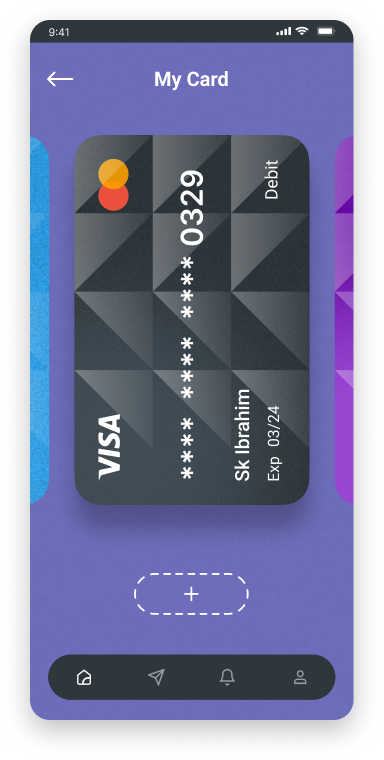 9:41
My Card
Debit
**** **** **** 0329
VISA
Sk Ibrahim
Exp 03/24
+